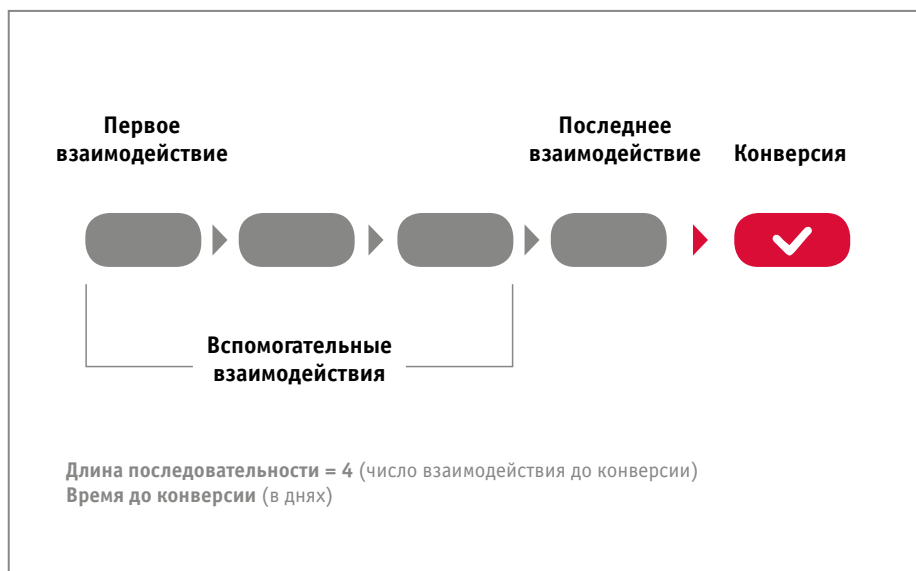 Первое
взаимодействие
Последнее
взаимодействие
Конверсия
Вспомогательные
взаимодействия
Длина последовательности = 4 (число взаимодействия до конверсии)
Время до конверсии (в днях)